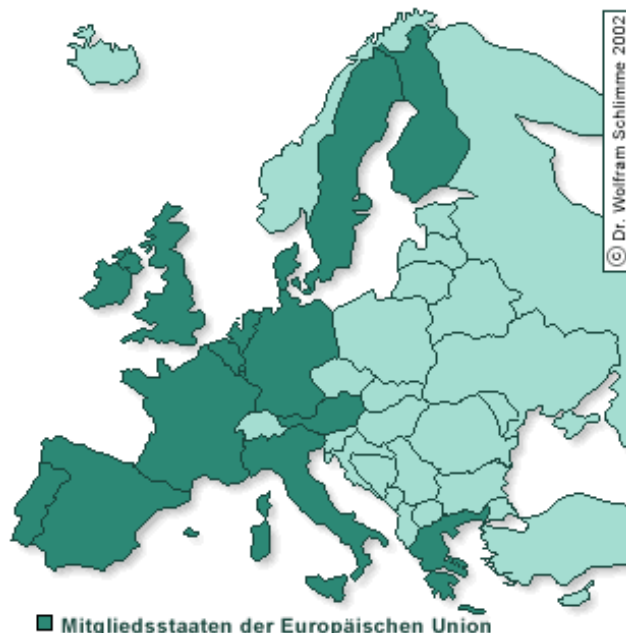 © Dr. Wolfram Schlimme 2002
Mitgliedsstaaten der Europäischen Union